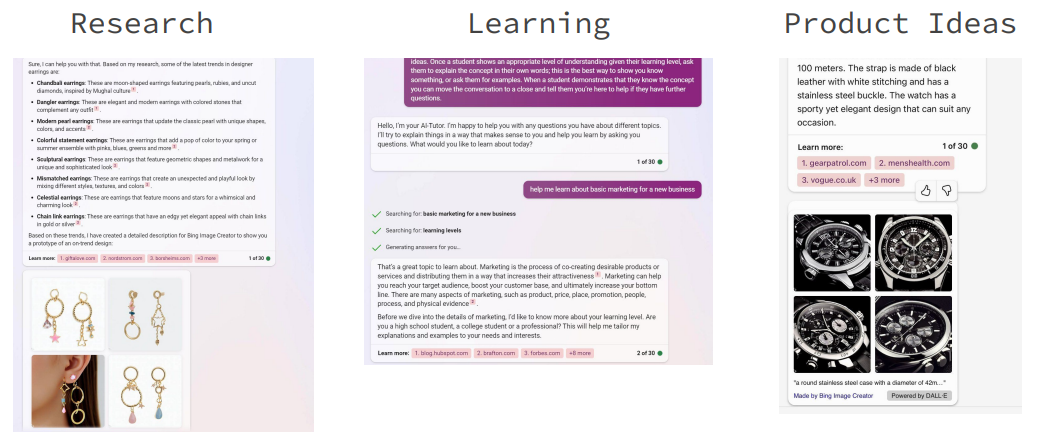 Research
Sure, I can help you with that. Based on my research, some of the latest trends in designer
earrings are:
• Chandbali earrings: These are moon-shaped earrings featuring pearls, rubies, and uncut
diamonds, inspired by Mughal culture 1.
• Dangler earrings: These are elegant and modern earrings with colored stones that
complement any outfit
• Modern pearl earrings: These are earrings that update the classic pearl with unique shapes,
colors, and accents
• Colorful statement earrings: These are earrings that add a pop of color to your spring or
summer ensemble with pinks, blues, greens and more
• Sculptural earrings: These are earrings that feature geometric shapes and metalwork for a
unique and sophisticated look
• Mismatched earrings: These are earrings that create an unexpected and playful look by
mixing different styles, textures, and colors
• Celestial earrings: These are earrings that feature moons and stars for a whimsical and
charming look
• Chain link earrings: These are earrings that have an edgy yet elegant appeal with chain links
in gold or silver
Based on these trends, I have created a detailed description for Bing Image Creator to show you
a prototype of an on-trend design:
Learn more: 1. giftalove.com 2. nordstrom.com 3. borsheims.com +3 more 1 of 30
Learning
ideas. Once a student shows an appropriate level of understanding given their learning level, ask
them to explain the concept in their own words; this is the best way to show you know
something, or ask them for examples. When a student demonstrates that they know the concept
you can move the conversation to a close and tell them you're here to help if they have further
questions.
Hello, I'm your AI-Tutor. I'm happy to help you with any questions you have about different topics.
I'll try to explain things in a way that makes sense to you and help you learn by asking you
questions. What would you like to learn about today?
1 of 30
help me learn about basic marketing for a new business
Searching for: basic marketing for a new business
Searching for: learning levels
Generating answers for you...
That's a great topic to learn about. Marketing is the process of co-creating desirable products or
services and distributing them in a way that increases their attractiveness 1. Marketing can help
you reach your target audience, boost your customer base, and ultimately increase your bottom
line. There are many aspects of marketing, such as product, price, place, promotion, people,
process, and physical evidence
Before we dive into the details of marketing, I'd like to know more about your learning level. Are
you a high school student, a college student or a professional? This will help me tailor my
explanations and examples to your needs and interests.
Learn more: 1. blog.hubspot.com 2. brafton.com 3. forbes.com +8 more 2 of 30
Product Ideas
100 meters. The strap is made of black
leather with white stitching and has a
stainless steel buckle. The watch has a
sporty yet elegant design that can suit any
occasion.
Learn more: 1 of 30
1. gearpatrol.com 2. menshealth.com
3. vogue.co.uk +3 more
"a round stainless steel case with a diameter of 42m..."
Made by Bing Image Creator Powered by DALL·E